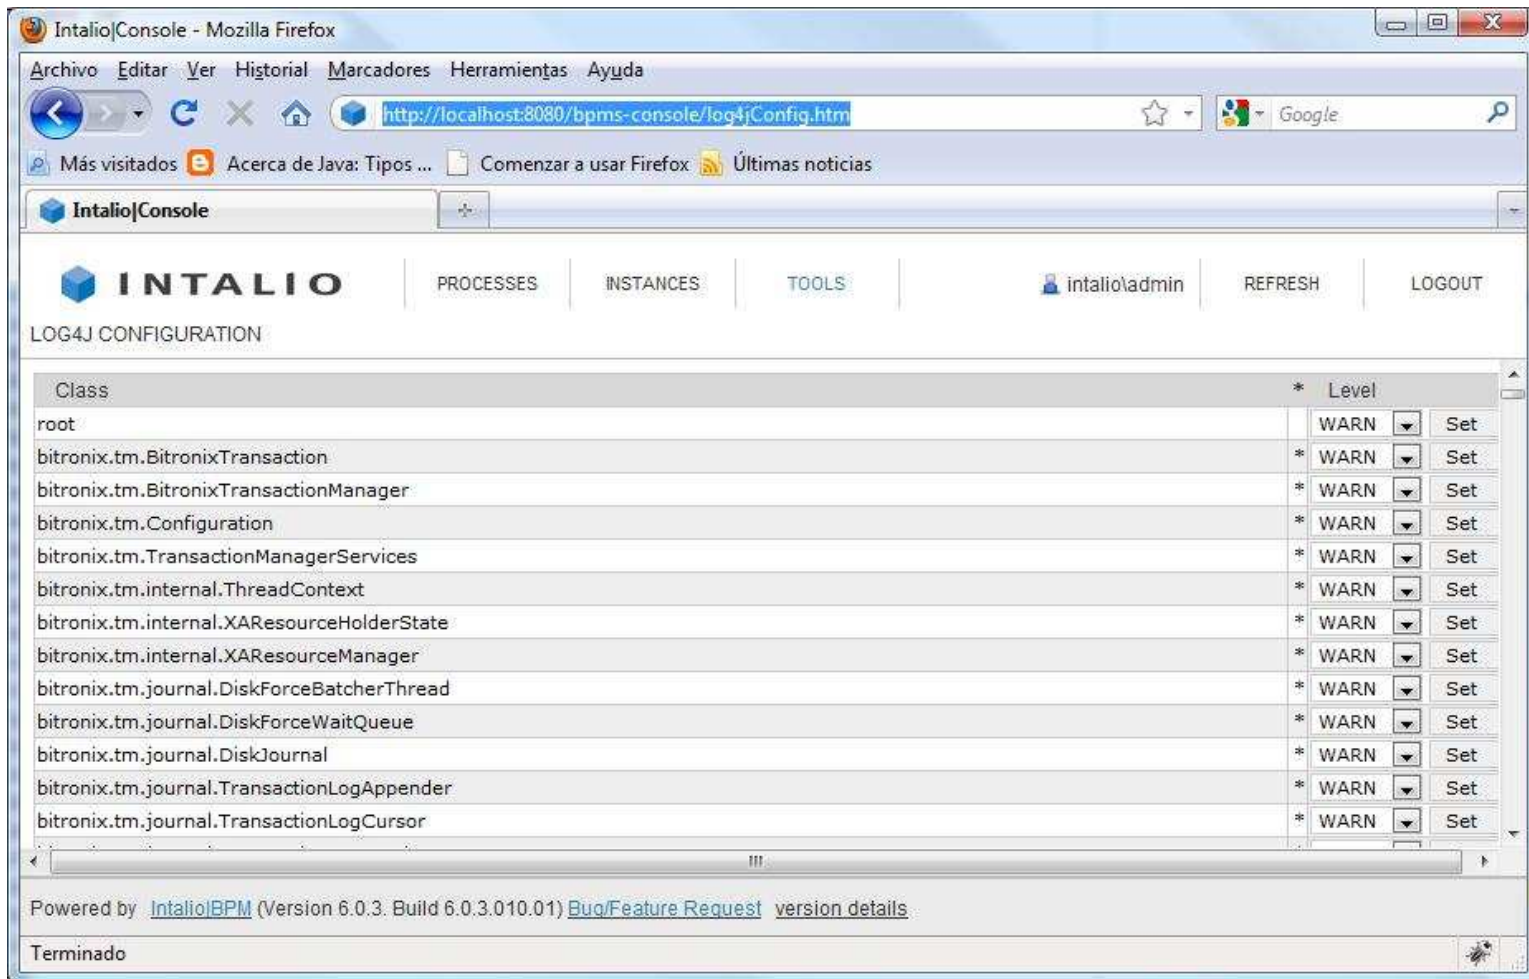 Intalio|Console - Mozilla Firefox
Archivo Editar Ver Historial Marcadores Herramientas Ayuda
http://localhost:8080/bpms-console/log4jConfig.htm
Google
Más visitados Acerca de Java: Tipos ... Comenzar a usar Firefox Últimas noticias
Intalio|Console
INTALIO PROCESSES INSTANCES TOOLS intalio\admin REFRESH LOGOUT
LOG4J CONFIGURATION
Class * Level
root WARN Set
bitronix.tm.BitronixTransaction * WARN Set
bitronix.tm.BitronixTransactionManager * WARN Set
bitronix.tm.Configuration * WARN Set
bitronix.tm.TransactionManagerServices * WARN Set
bitronix.tm.internal.ThreadContext * WARN Set
bitronix.tm.internal.XAResourceHolderState * WARN Set
bitronix.tm.internal.XAResourceManager * WARN Set
bitronix.tm.journal.DiskForceBatcherThread * WARN Set
bitronix.tm.journal.DiskForceWaitQueue * WARN Set
bitronix.tm.journal.DiskJournal * WARN Set
bitronix.tm.journal.TransactionLogAppender * WARN Set
bitronix.tm.journal.TransactionLogCursor * WARN Set
Powered by Intalio|BPM (Version 6.0.3. Build 6.0.3.010.01) Bug/Feature Request version details
Terminado